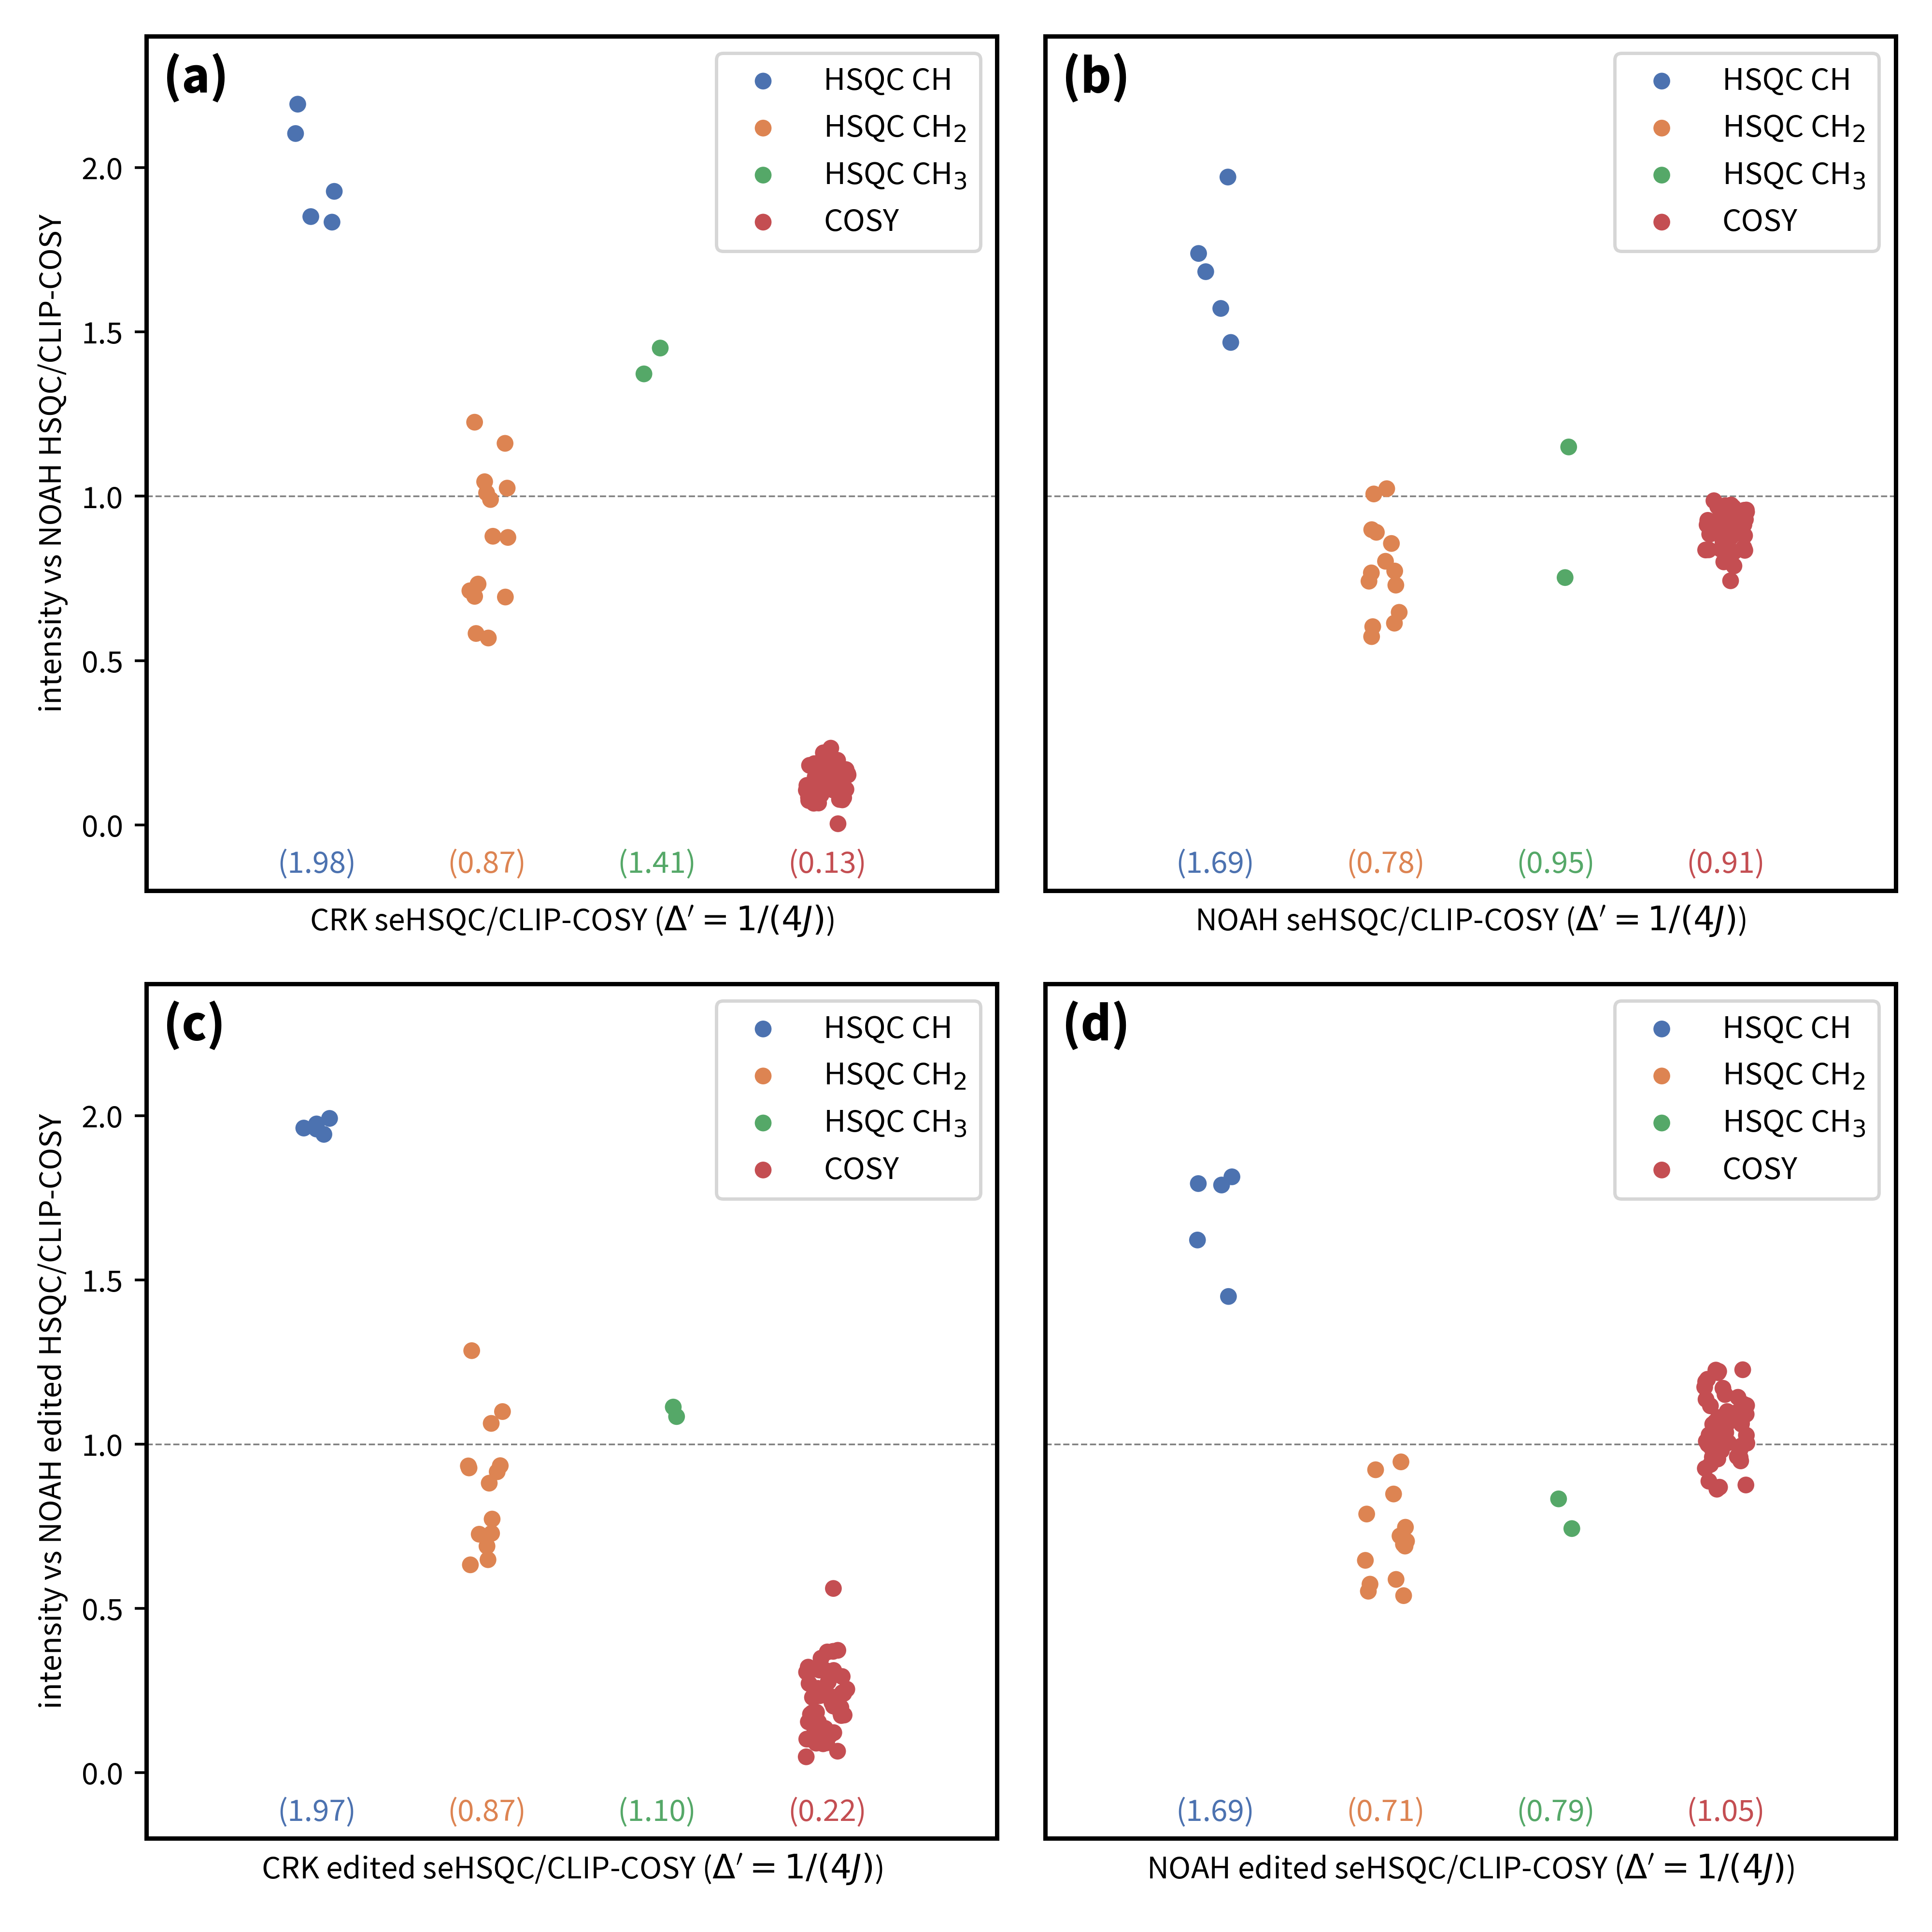 (a)
HSQC CH
HSQC CH₂
HSQC CH₃
COSY
intensity vs NOAH HSQC/CLIP-COSY
2.0
1.5
1.0
0.5
0.0
(1.98) (0.87) (1.41) (0.13)
CRK seHSQC/CLIP-COSY (Δ′ = 1/(4J))
(b)
HSQC CH
HSQC CH₂
HSQC CH₃
COSY
(1.69) (0.78) (0.95) (0.91)
NOAH seHSQC/CLIP-COSY (Δ′ = 1/(4J))
(c)
HSQC CH
HSQC CH₂
HSQC CH₃
COSY
intensity vs NOAH edited HSQC/CLIP-COSY
2.0
1.5
1.0
0.5
0.0
(1.97) (0.87) (1.10) (0.22)
CRK edited seHSQC/CLIP-COSY (Δ′ = 1/(4J))
(d)
HSQC CH
HSQC CH₂
HSQC CH₃
COSY
(1.69) (0.71) (0.79) (1.05)
NOAH edited seHSQC/CLIP-COSY (Δ′ = 1/(4J))